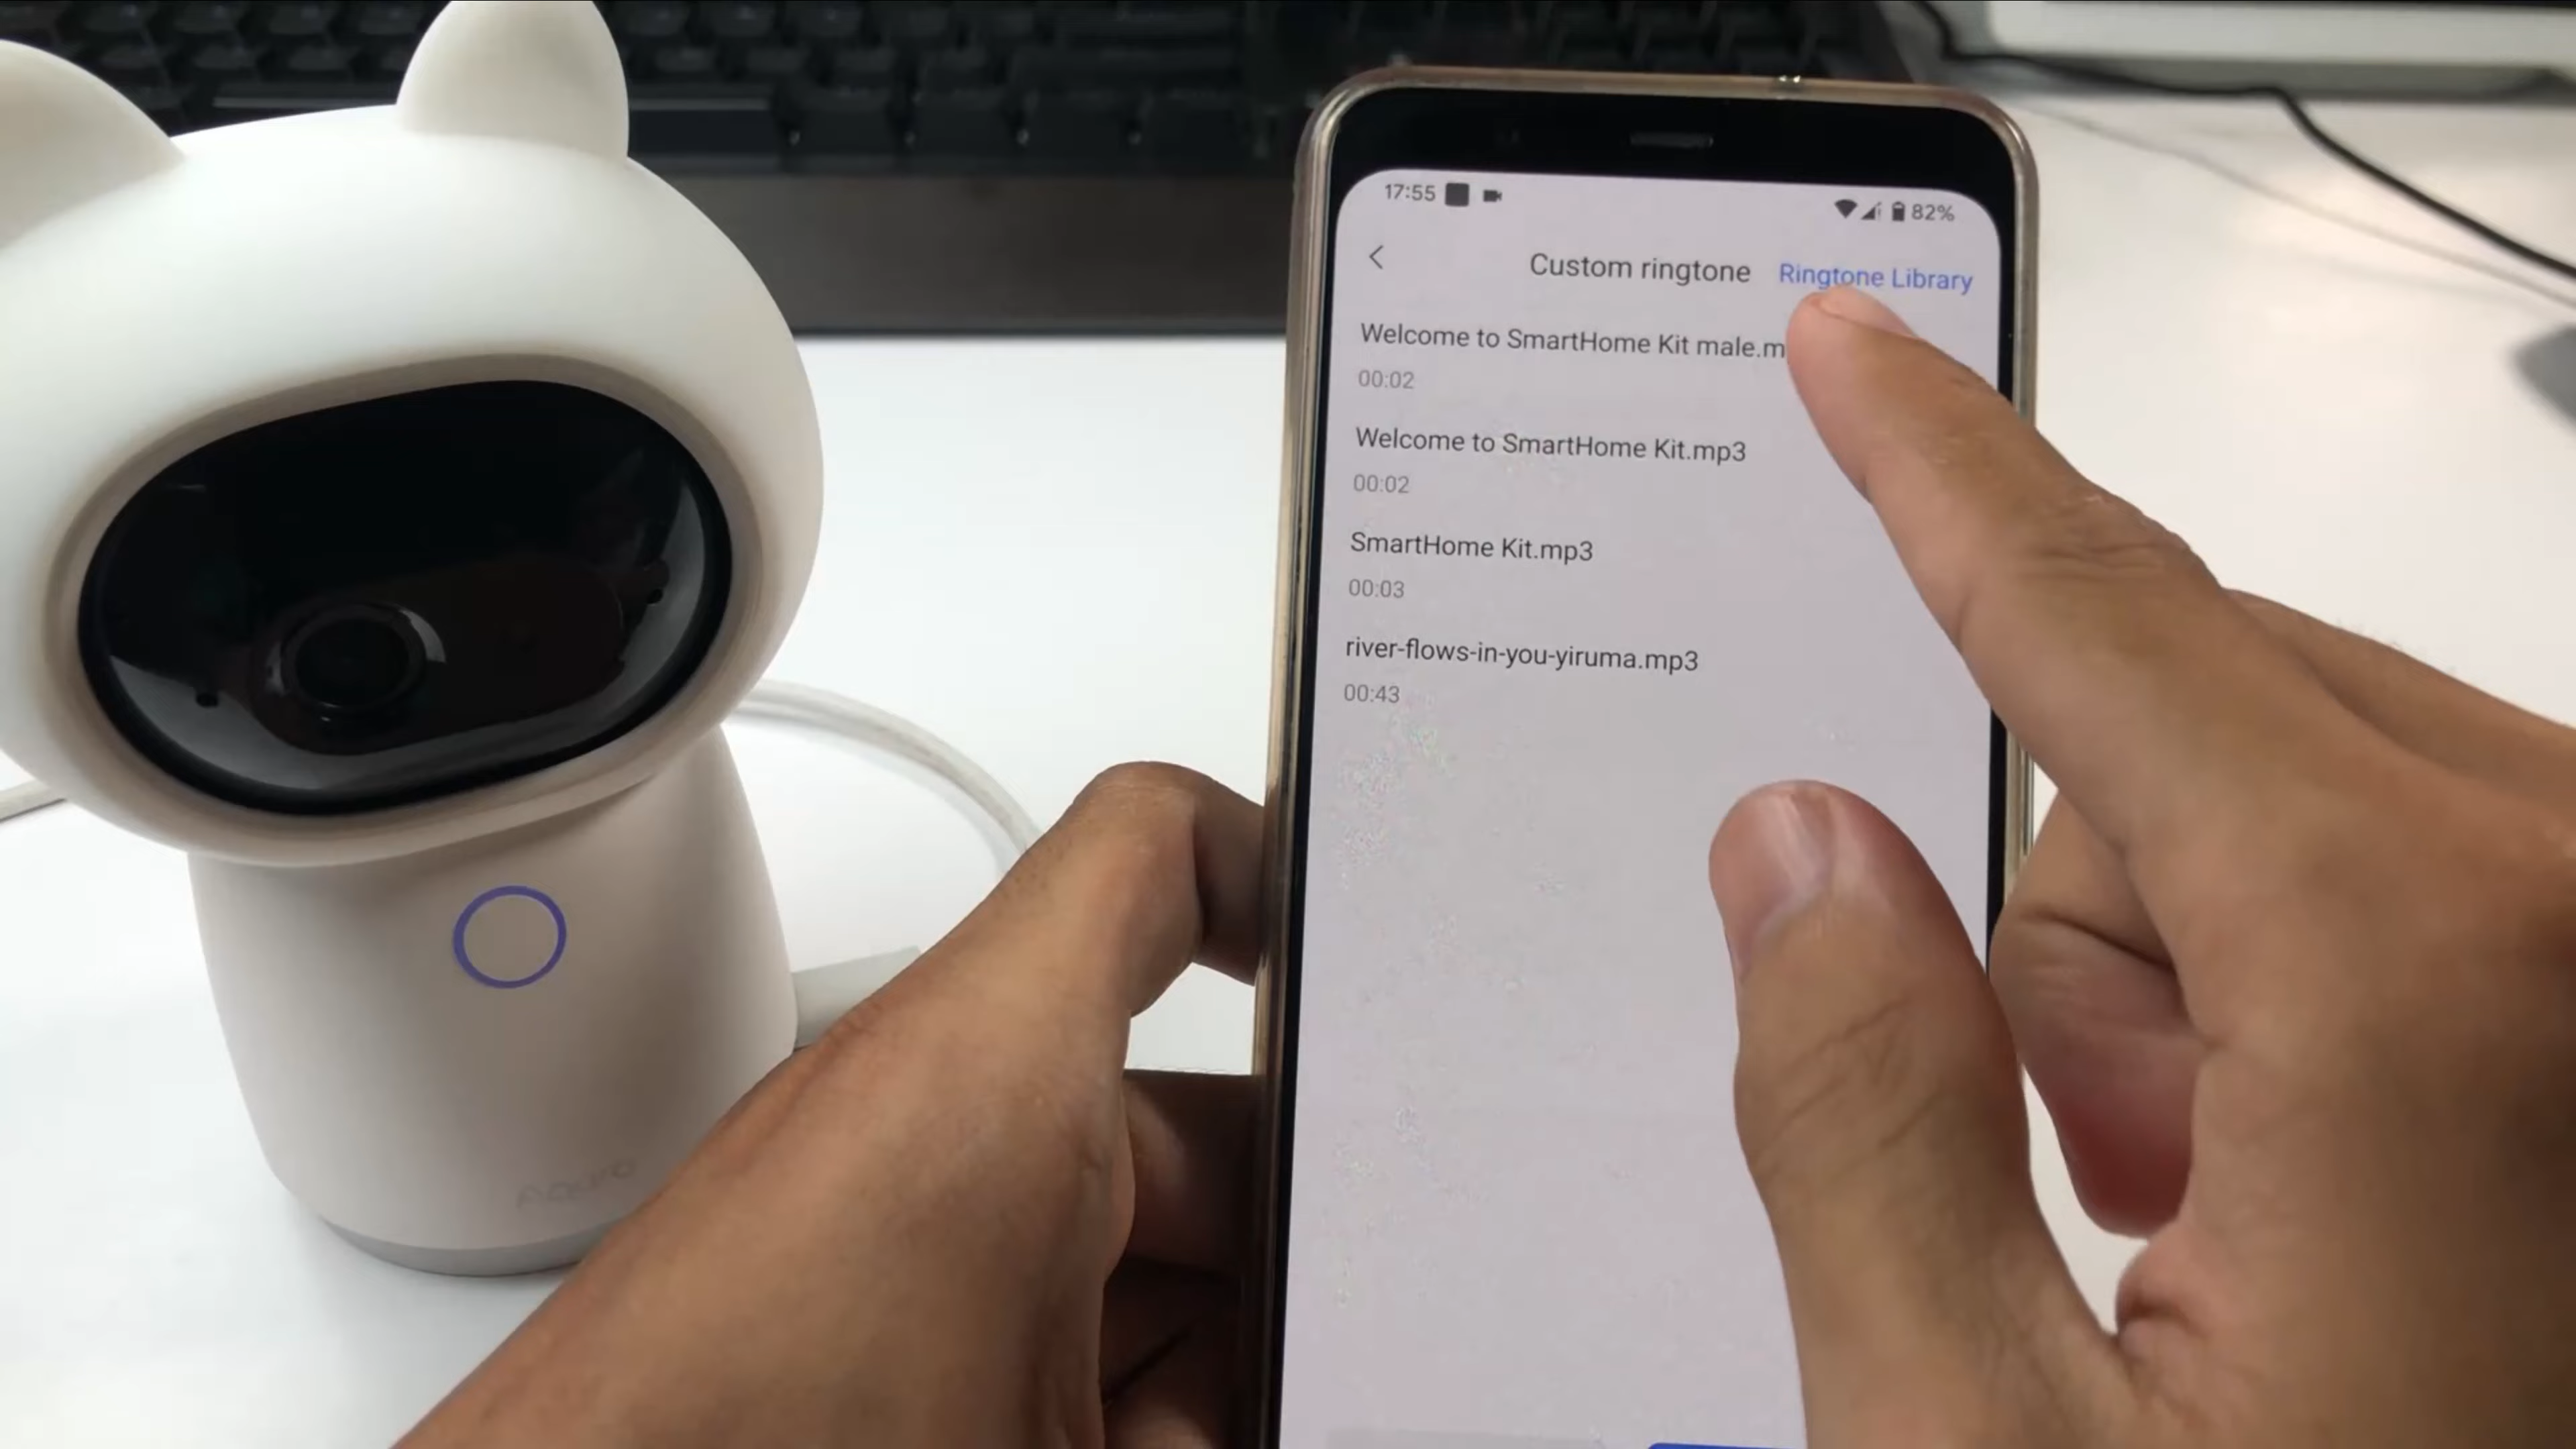 17:55
82%
Custom ringtone
Ringtone Library
Welcome to SmartHome Kit male.m
00:02
Welcome to SmartHome Kit.mp3
00:02
SmartHome Kit.mp3
00:03
river-flows-in-you-yiruma.mp3
00:43
Aqara